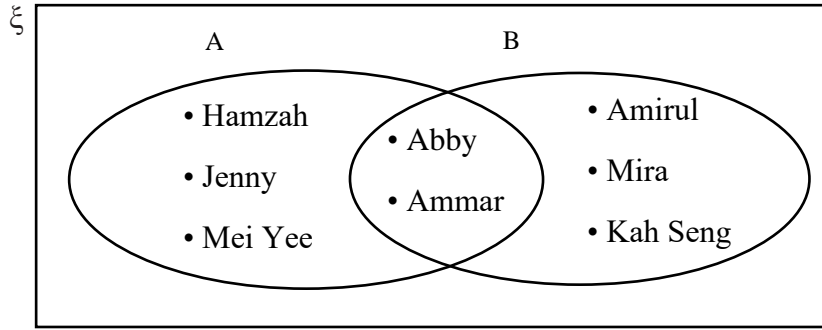 ξ
A
B
• Hamzah
• Jenny
• Mei Yee
• Abby
• Ammar
• Amirul
• Mira
• Kah Seng